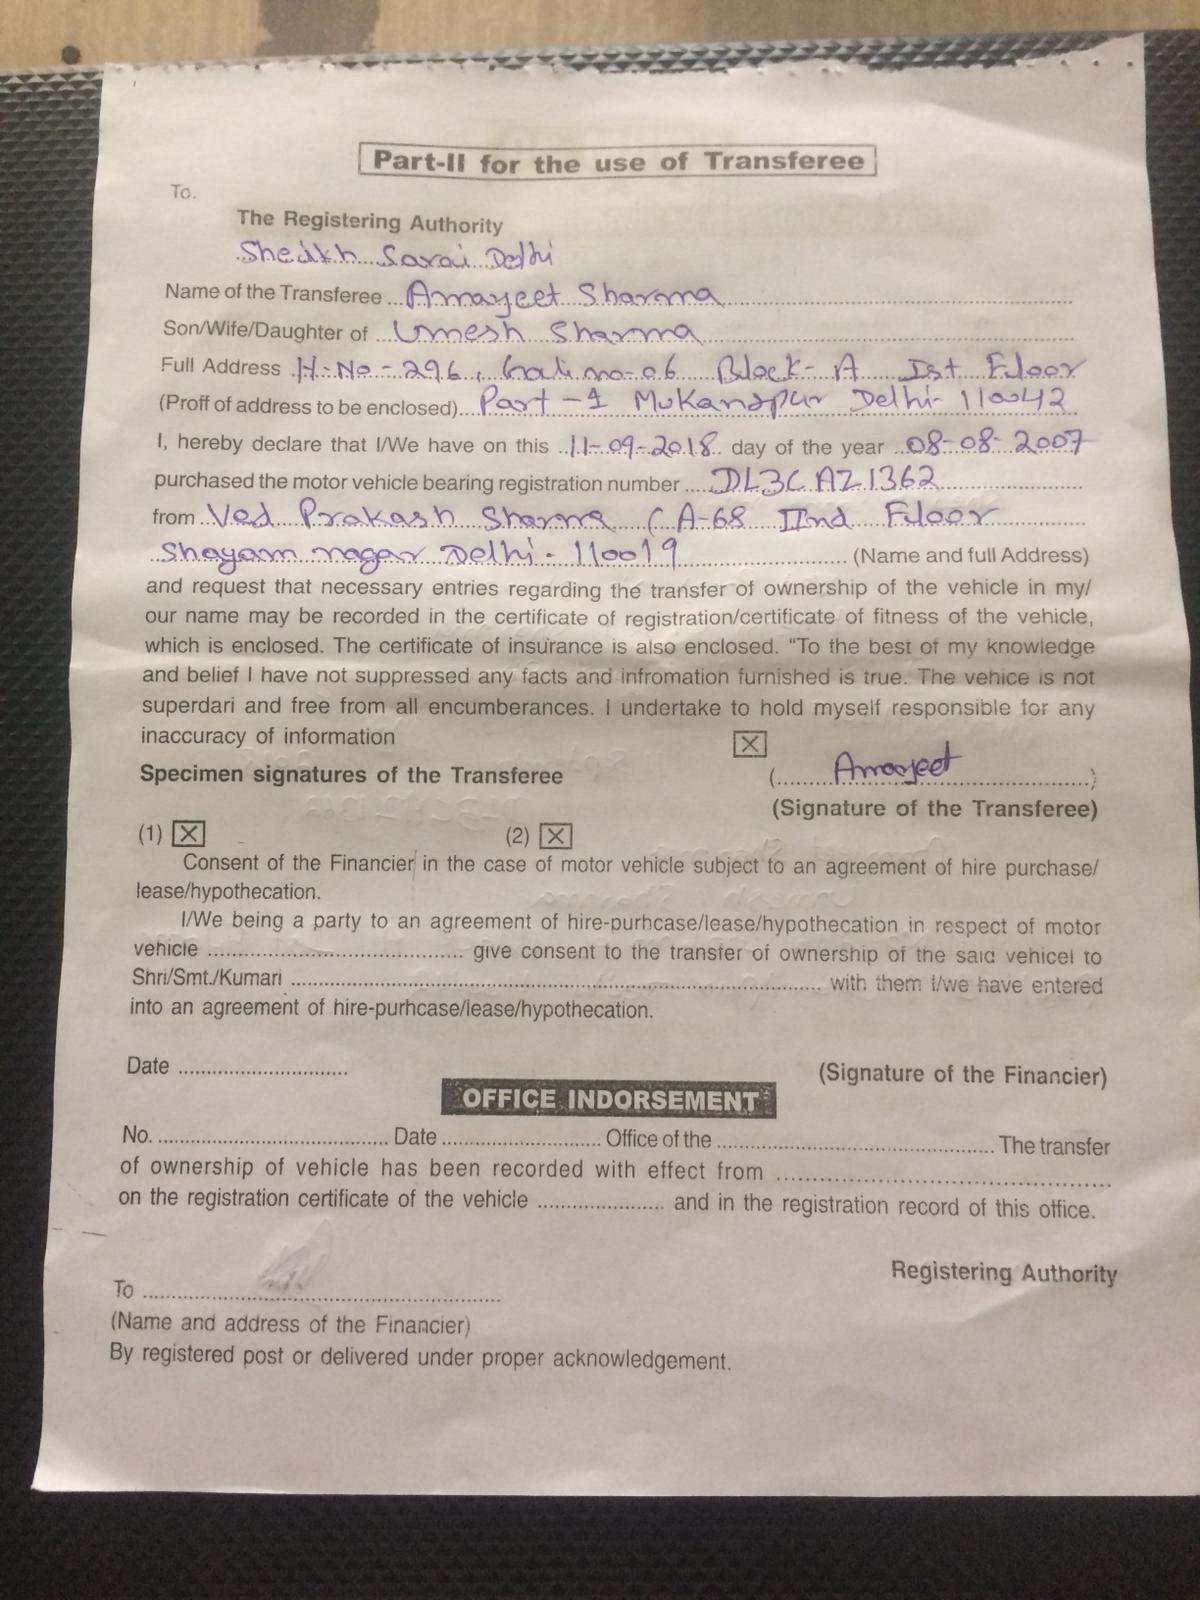 Part-II for the use of Transferee
To.
The Registering Authority
Sheikh Sarai Delhi
Name of the Transferee ... Amarjeet Sharma
Son/Wife/Daughter of ... Umesh Sharma
Full Address H-No-296, Gali no-06 Block-A Ist Floor
(Proff of address to be enclosed)... Part-1 Mukandpur Delhi-110042
I, hereby declare that I/We have on this ..11-09-2018.. day of the year ..08-08-2007
purchased the motor vehicle bearing registration number .... DL3CAZ1362
from Ved Prakash Sharma (A-68 IInd Floor
Shayam nagar Delhi-110019 ................ (Name and full Address)
and request that necessary entries regarding the transfer of ownership of the vehicle in my/
our name may be recorded in the certificate of registration/certificate of fitness of the vehicle,
which is enclosed. The certificate of insurance is also enclosed. "To the best of my knowledge
and belief I have not suppressed any facts and infromation furnished is true. The vehice is not
superdari and free from all encumberances. I undertake to hold myself responsible for any
inaccuracy of information
Specimen signatures of the Transferee
(.... Amarjeet ....)
(Signature of the Transferee)
(1) (2)
Consent of the Financier in the case of motor vehicle subject to an agreement of hire purchase/
lease/hypothecation.
I/We being a party to an agreement of hire-purhcase/lease/hypothecation in respect of motor
vehicle .................... give consent to the transfer of ownership of the said vehicel to
Shri/Smt./Kumari .................... with them I/we have entered
into an agreement of hire-purhcase/lease/hypothecation.
Date ....................
(Signature of the Financier)
OFFICE INDORSEMENT
No. .................... Date .................... Office of the .................... The transfer
of ownership of vehicle has been recorded with effect from ....................
on the registration certificate of the vehicle .................... and in the registration record of this office.
Registering Authority
To ....................
(Name and address of the Financier)
By registered post or delivered under proper acknowledgement.